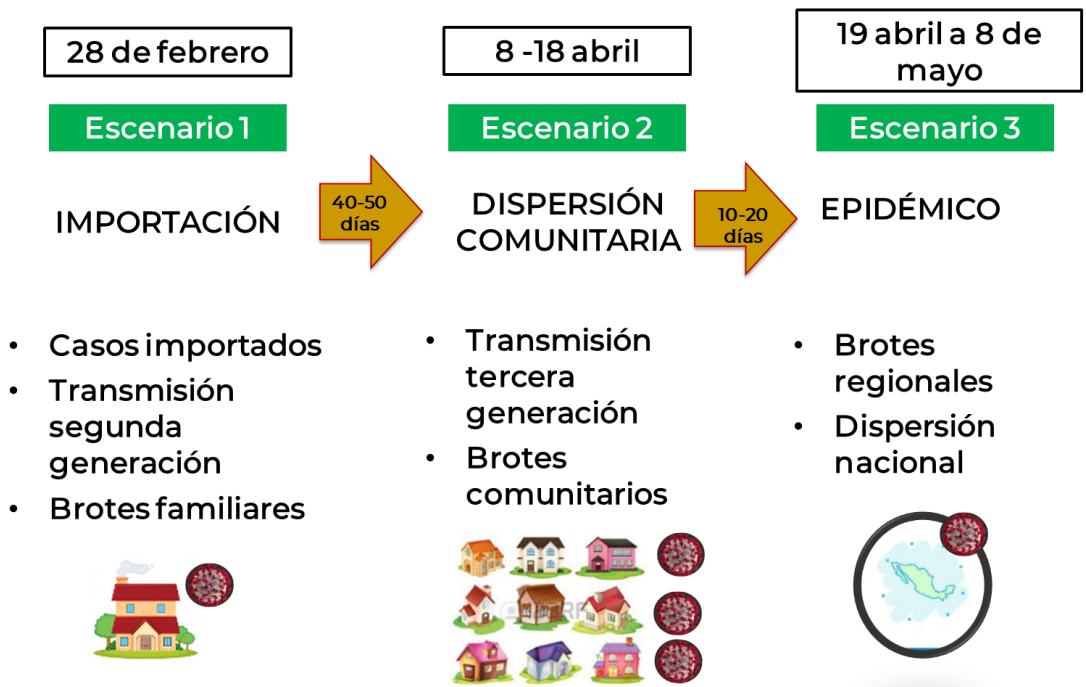 28 de febrero
Escenario 1
IMPORTACIÓN
• Casos importados
• Transmisión
segunda
generación
• Brotes familiares
40-50
días
8 -18 abril
Escenario 2
DISPERSIÓN
COMUNITARIA
• Transmisión
tercera
generación
• Brotes
comunitarios
10-20
días
19 abril a 8 de
mayo
Escenario 3
EPIDÉMICO
• Brotes
regionales
• Dispersión
nacional